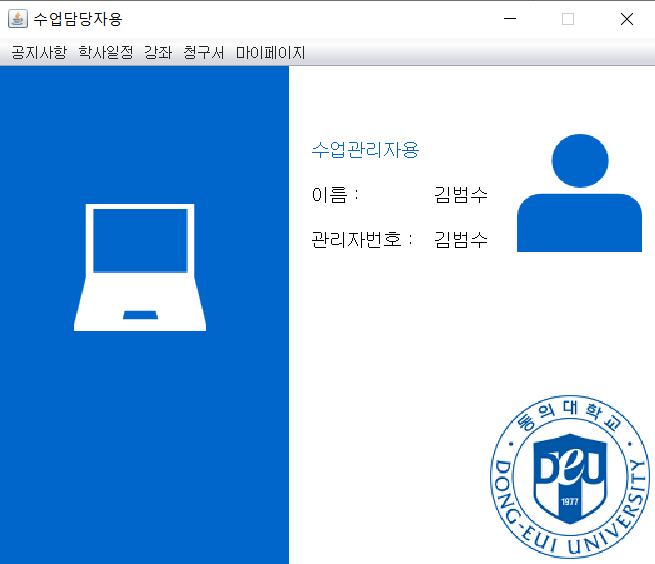 수업담당자용
공지사항 학사일정 강좌 청구서 마이페이지
수업관리자용
이름 : 김범수
관리자번호 : 김범수
동의대학교
DEU
1977
DONG-EUI UNIVERSITY